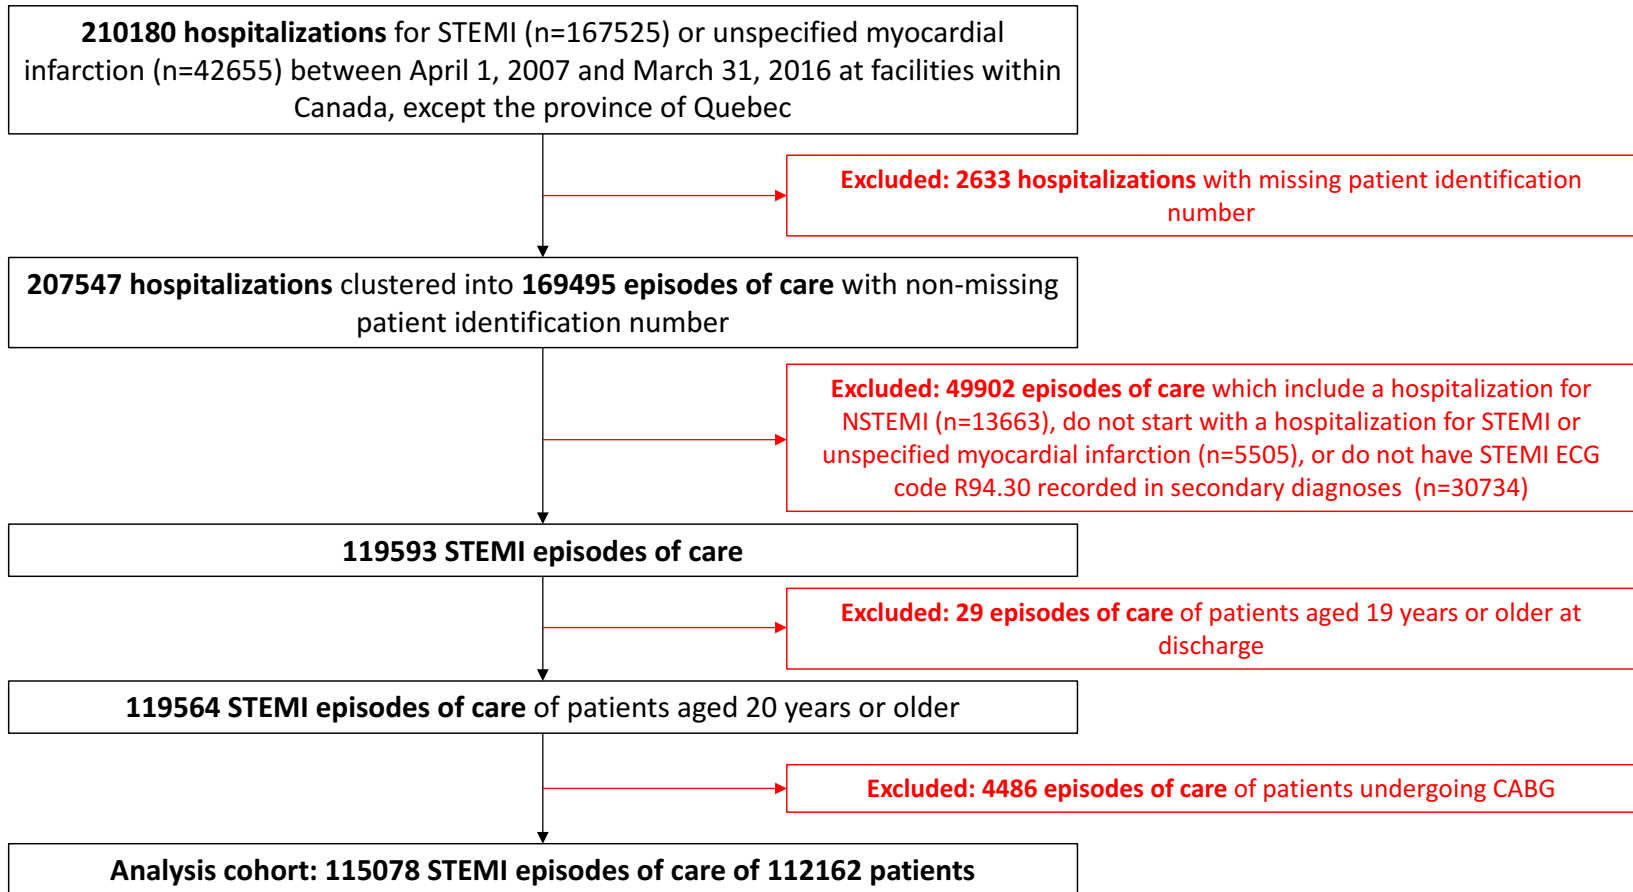 210180 hospitalizations for STEMI (n=167525) or unspecified myocardial
infarction (n=42655) between April 1, 2007 and March 31, 2016 at facilities within
Canada, except the province of Quebec
Excluded: 2633 hospitalizations with missing patient identification
number
207547 hospitalizations clustered into 169495 episodes of care with non-missing
patient identification number
Excluded: 49902 episodes of care which include a hospitalization for
NSTEMI (n=13663), do not start with a hospitalization for STEMI or
unspecified myocardial infarction (n=5505), or do not have STEMI ECG
code R94.30 recorded in secondary diagnoses (n=30734)
119593 STEMI episodes of care
Excluded: 29 episodes of care of patients aged 19 years or older at
discharge
119564 STEMI episodes of care of patients aged 20 years or older
Excluded: 4486 episodes of care of patients undergoing CABG
Analysis cohort: 115078 STEMI episodes of care of 112162 patients